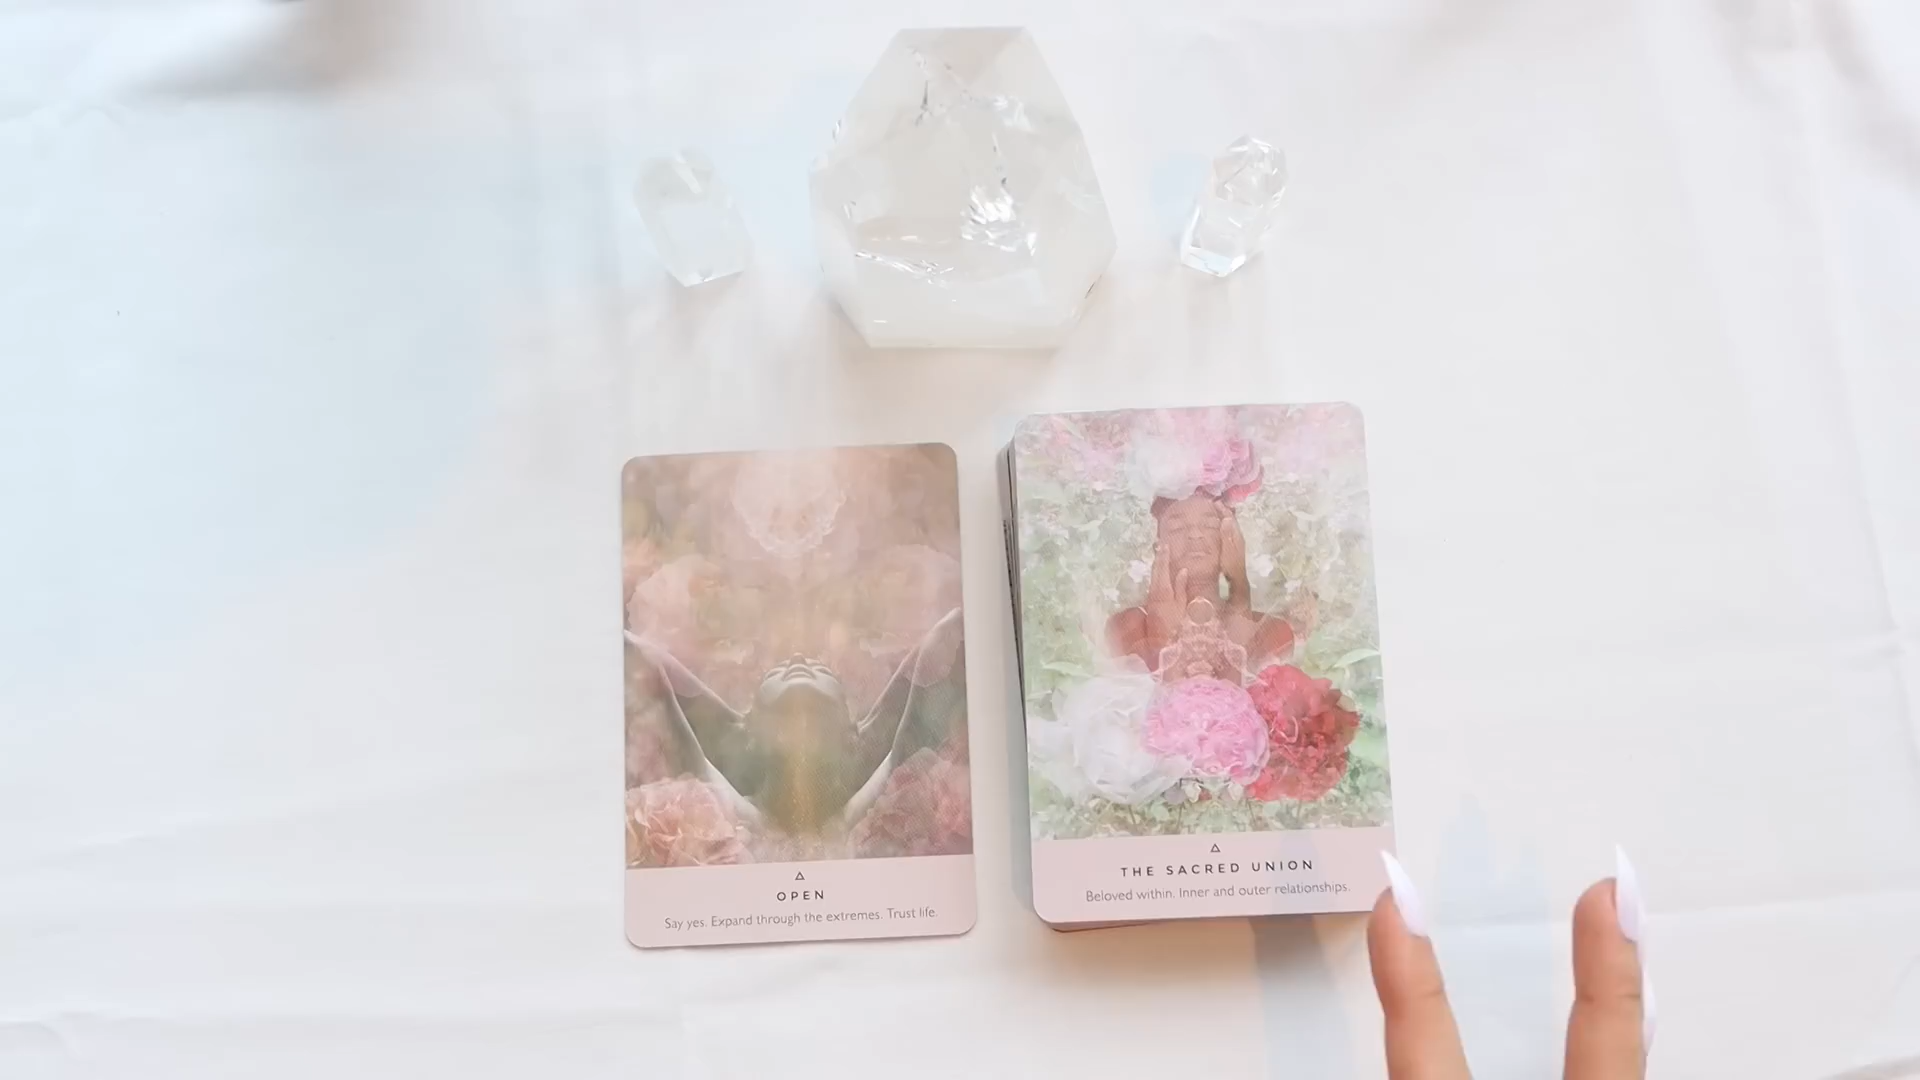 OPEN
Say yes. Expand through the extremes. Trust life.
THE SACRED UNION
Beloved within. Inner and outer relationships.